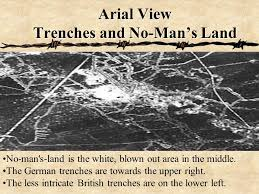 Arial View
Trenches and No-Man's Land
•No-man's-land is the white, blown out area in the middle.
•The German trenches are towards the upper right.
•The less intricate British trenches are on the lower left.